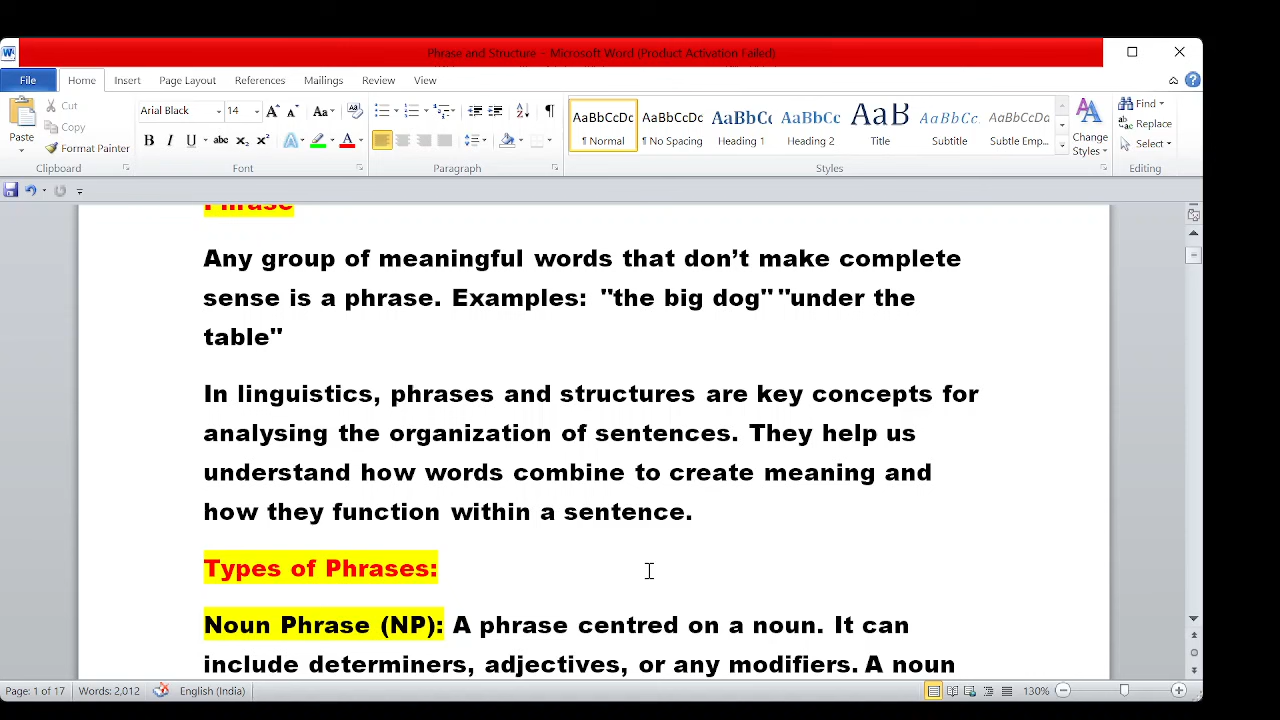 Phrase and Structure - Microsoft Word (Product Activation Failed)
File Home Insert Page Layout References Mailings Review View
Paste
Cut
Copy
Format Painter
Clipboard
Arial Black 14
Font
Paragraph
AaBbCcDc AaBbCcDc AaBbCc AaBbCc AaB AaBbCc. AaBbCcDc
¶ Normal ¶ No Spacing Heading 1 Heading 2 Title Subtitle Subtle Emp...
Change Styles
Styles
Find
Replace
Select
Editing
Phrase
Any group of meaningful words that don’t make complete
sense is a phrase. Examples: "the big dog" "under the
table"
In linguistics, phrases and structures are key concepts for
analysing the organization of sentences. They help us
understand how words combine to create meaning and
how they function within a sentence.
Types of Phrases:
Noun Phrase (NP): A phrase centred on a noun. It can
include determiners, adjectives, or any modifiers. A noun
Page: 1 of 17 Words: 2,012 English (India) 130%